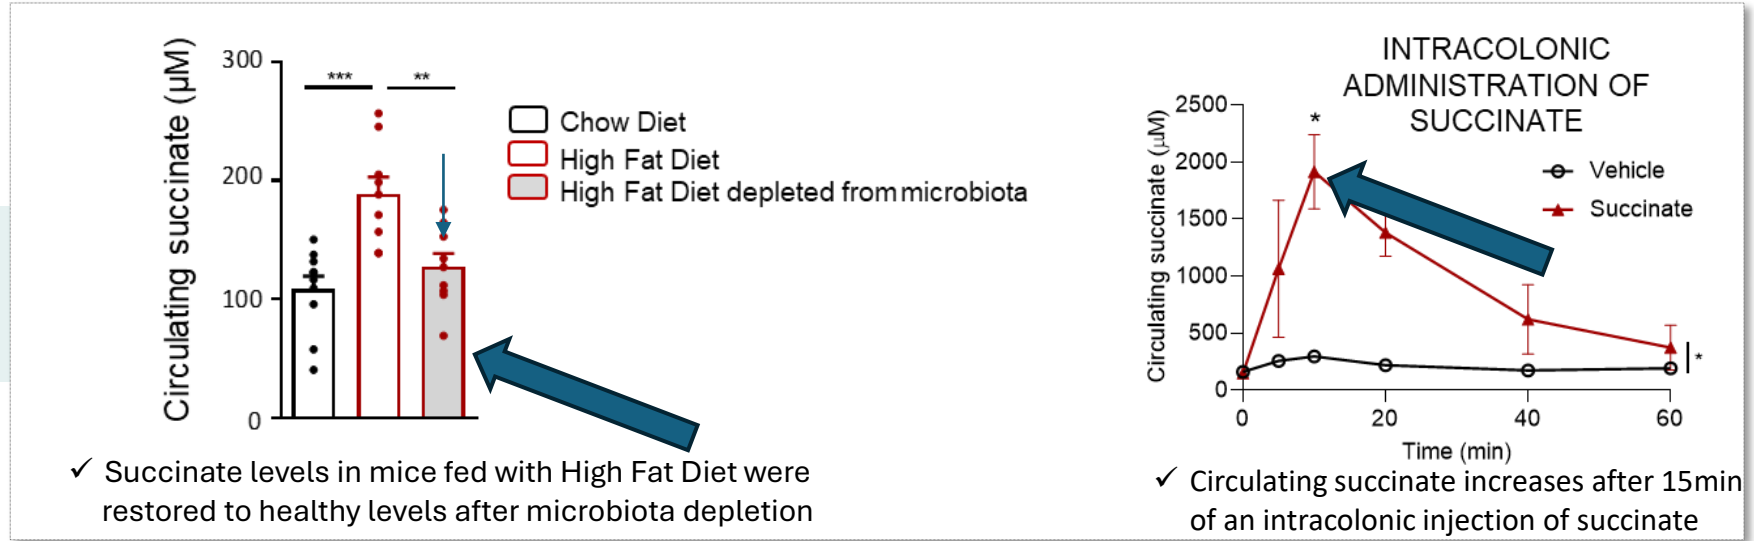 Circulating succinate (µM)
300
200
100
0
***
**
Chow Diet
High Fat Diet
High Fat Diet depleted from microbiota
✓ Succinate levels in mice fed with High Fat Diet were
restored to healthy levels after microbiota depletion
INTRACOLONIC
ADMINISTRATION OF
SUCCINATE
Circulating succinate (µM)
2500
2000
1500
1000
500
0
*
Vehicle
Succinate
*
0
20
40
60
Time (min)
✓ Circulating succinate increases after 15min
of an intracolonic injection of succinate